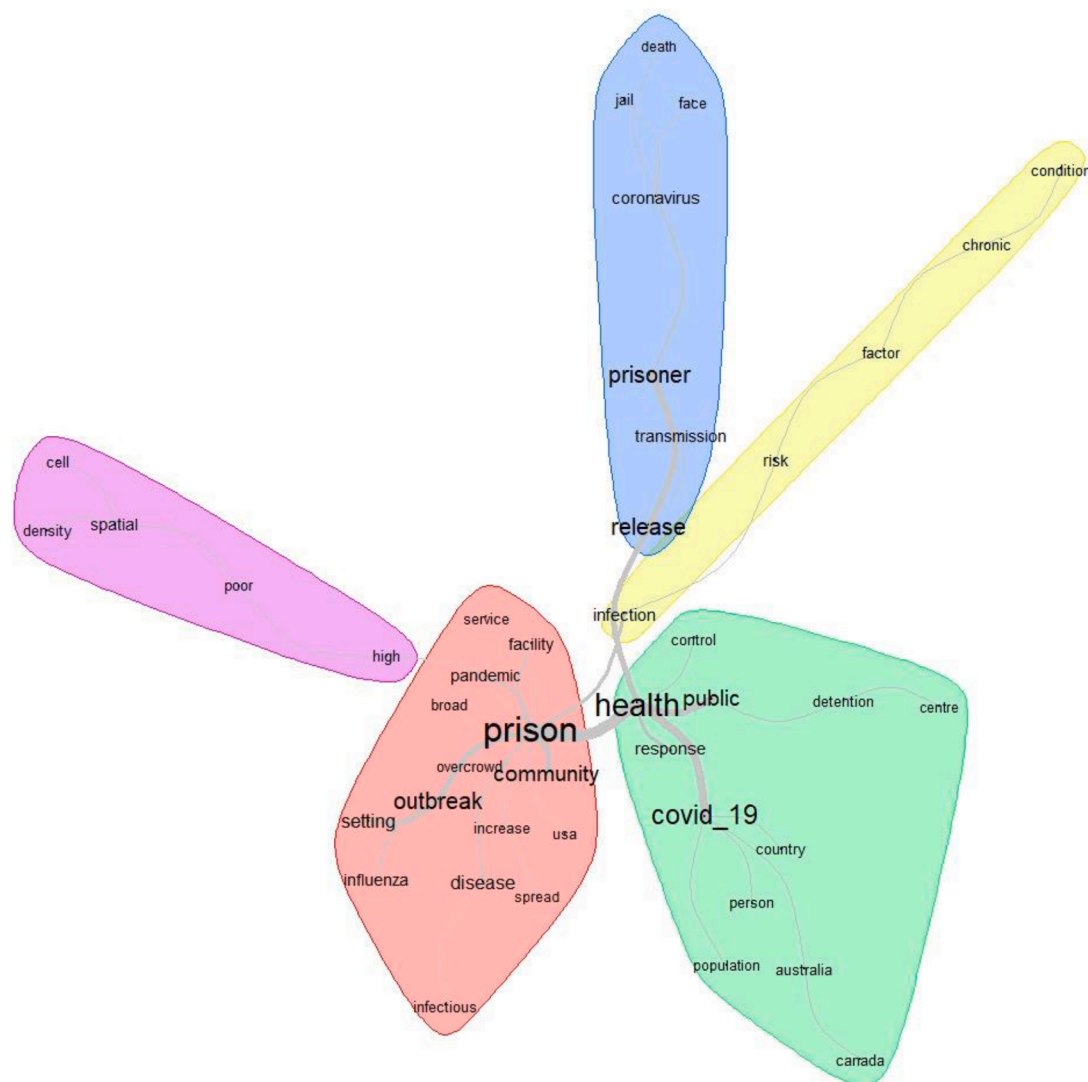 death
jail
face
condition
coronavirus
chronic
factor
prisoner
transmission
risk
cell
density
spatial
release
poor
infection
service
control
facility
high
pandemic
broad
health
public
detention
centre
prison
response
overcrowd
community
outbreak
covid_19
setting
increase
usa
country
influenza
disease
spread
person
population
australia
infectious
canada